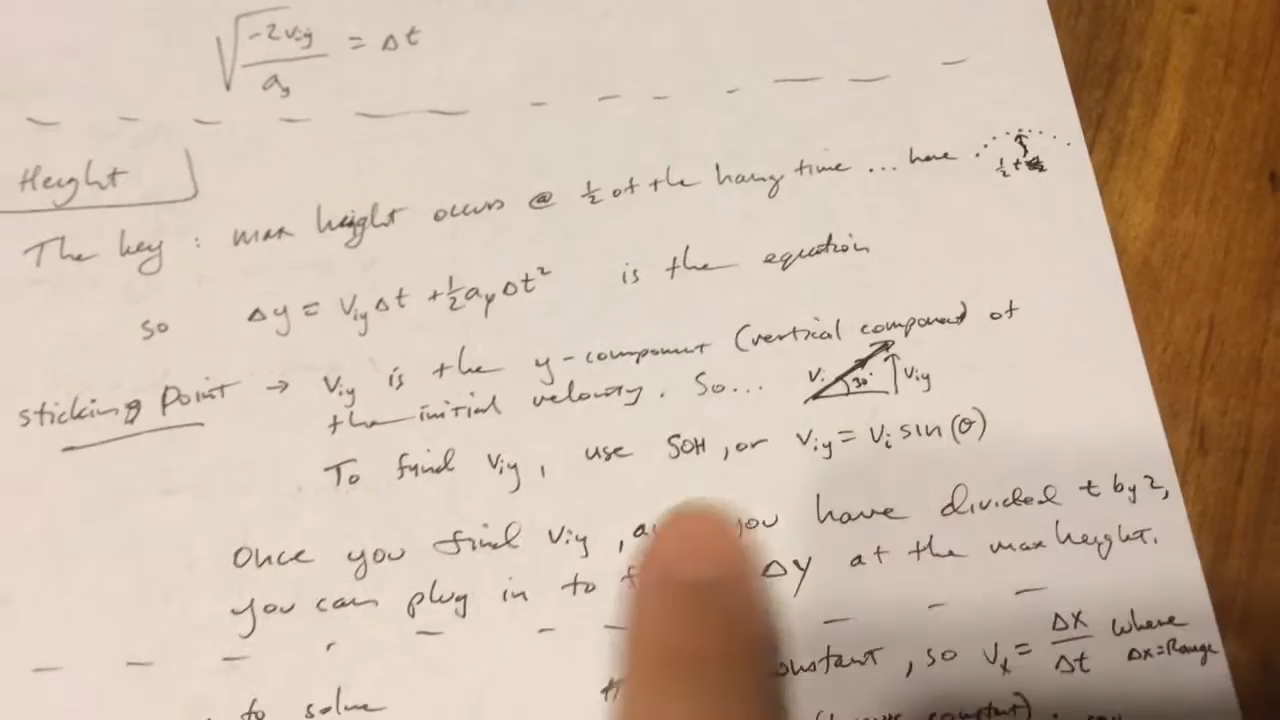 √(-2viy/ay) = Δt
Height
The key : max height occurs @ ½ of the hang time ... have
½ t
so Δy = Viy Δt + ½ ay Δt² is the equation
Sticking Point → Viy is the y-component (vertical component) of
the initial velocity. So... Vi 30° Viy
To find Viy, use SOH, or Viy = Vi sin(θ)
Once you find Viy, you have divided t by 2,
you can plug in to Δy at the max height.
constant, so Vx = Δx/Δt where Δx = Range
to solve